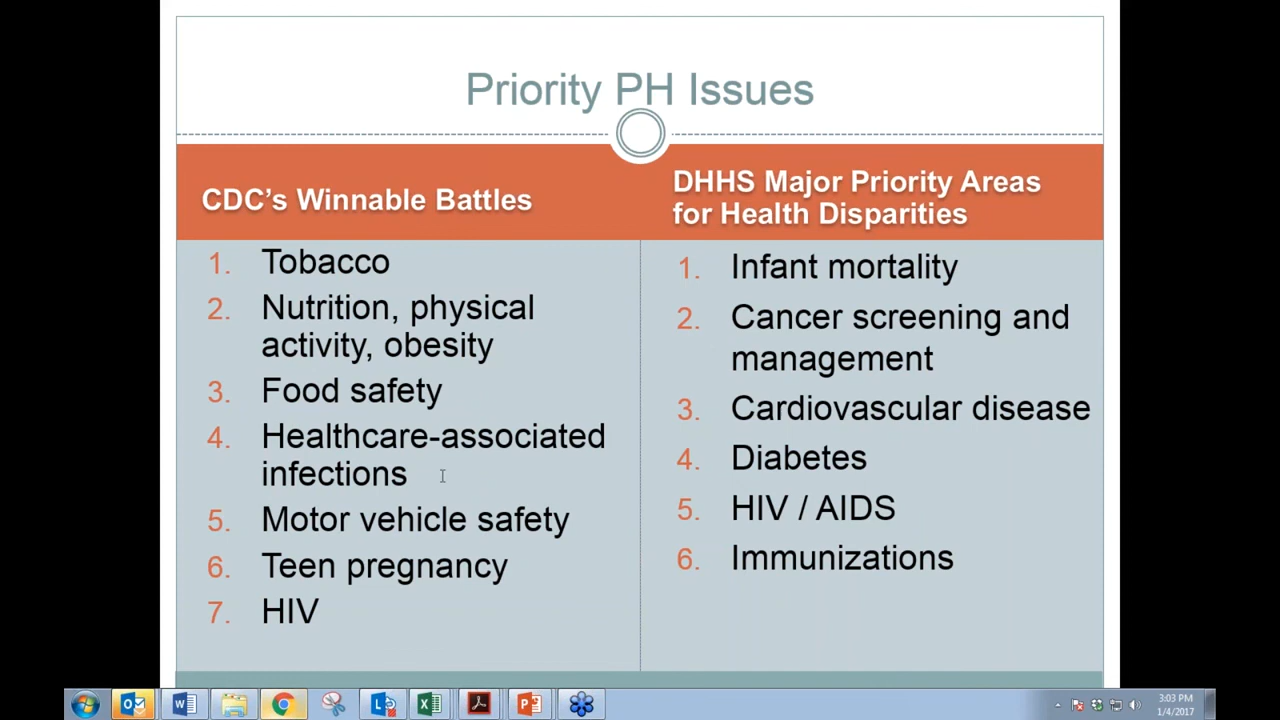 Priority PH Issues
CDC's Winnable Battles
1. Tobacco
2. Nutrition, physical
activity, obesity
3. Food safety
4. Healthcare-associated
infections
5. Motor vehicle safety
6. Teen pregnancy
7. HIV
DHHS Major Priority Areas
for Health Disparities
1. Infant mortality
2. Cancer screening and
management
3. Cardiovascular disease
4. Diabetes
5. HIV / AIDS
6. Immunizations
3:03 PM
1/4/2017